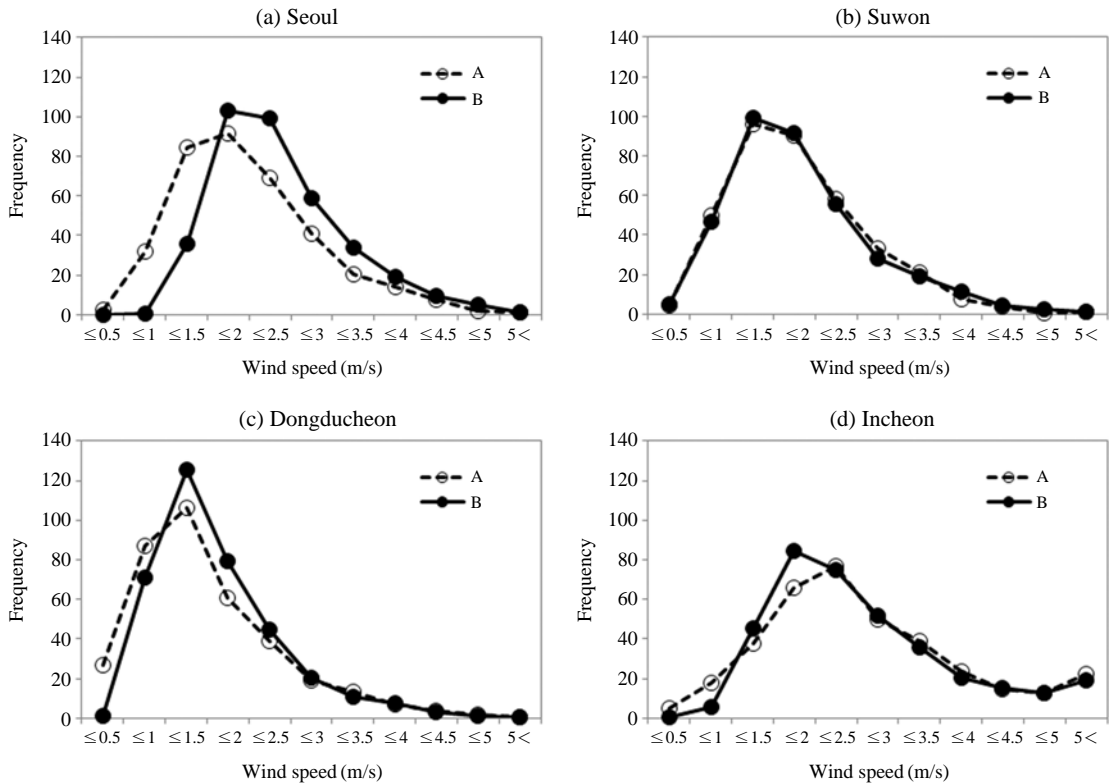 (a) Seoul
140
120
100
80
60
40
20
0
Frequency
A
B
≤0.5 ≤1 ≤1.5 ≤2 ≤2.5 ≤3 ≤3.5 ≤4 ≤4.5 ≤5 5<
Wind speed (m/s)
(b) Suwon
140
120
100
80
60
40
20
0
Frequency
A
B
≤0.5 ≤1 ≤1.5 ≤2 ≤2.5 ≤3 ≤3.5 ≤4 ≤4.5 ≤5 5<
Wind speed (m/s)
(c) Dongducheon
140
120
100
80
60
40
20
0
Frequency
A
B
≤0.5 ≤1 ≤1.5 ≤2 ≤2.5 ≤3 ≤3.5 ≤4 ≤4.5 ≤5 5<
Wind speed (m/s)
(d) Incheon
140
120
100
80
60
40
20
0
Frequency
A
B
≤0.5 ≤1 ≤1.5 ≤2 ≤2.5 ≤3 ≤3.5 ≤4 ≤4.5 ≤5 5<
Wind speed (m/s)